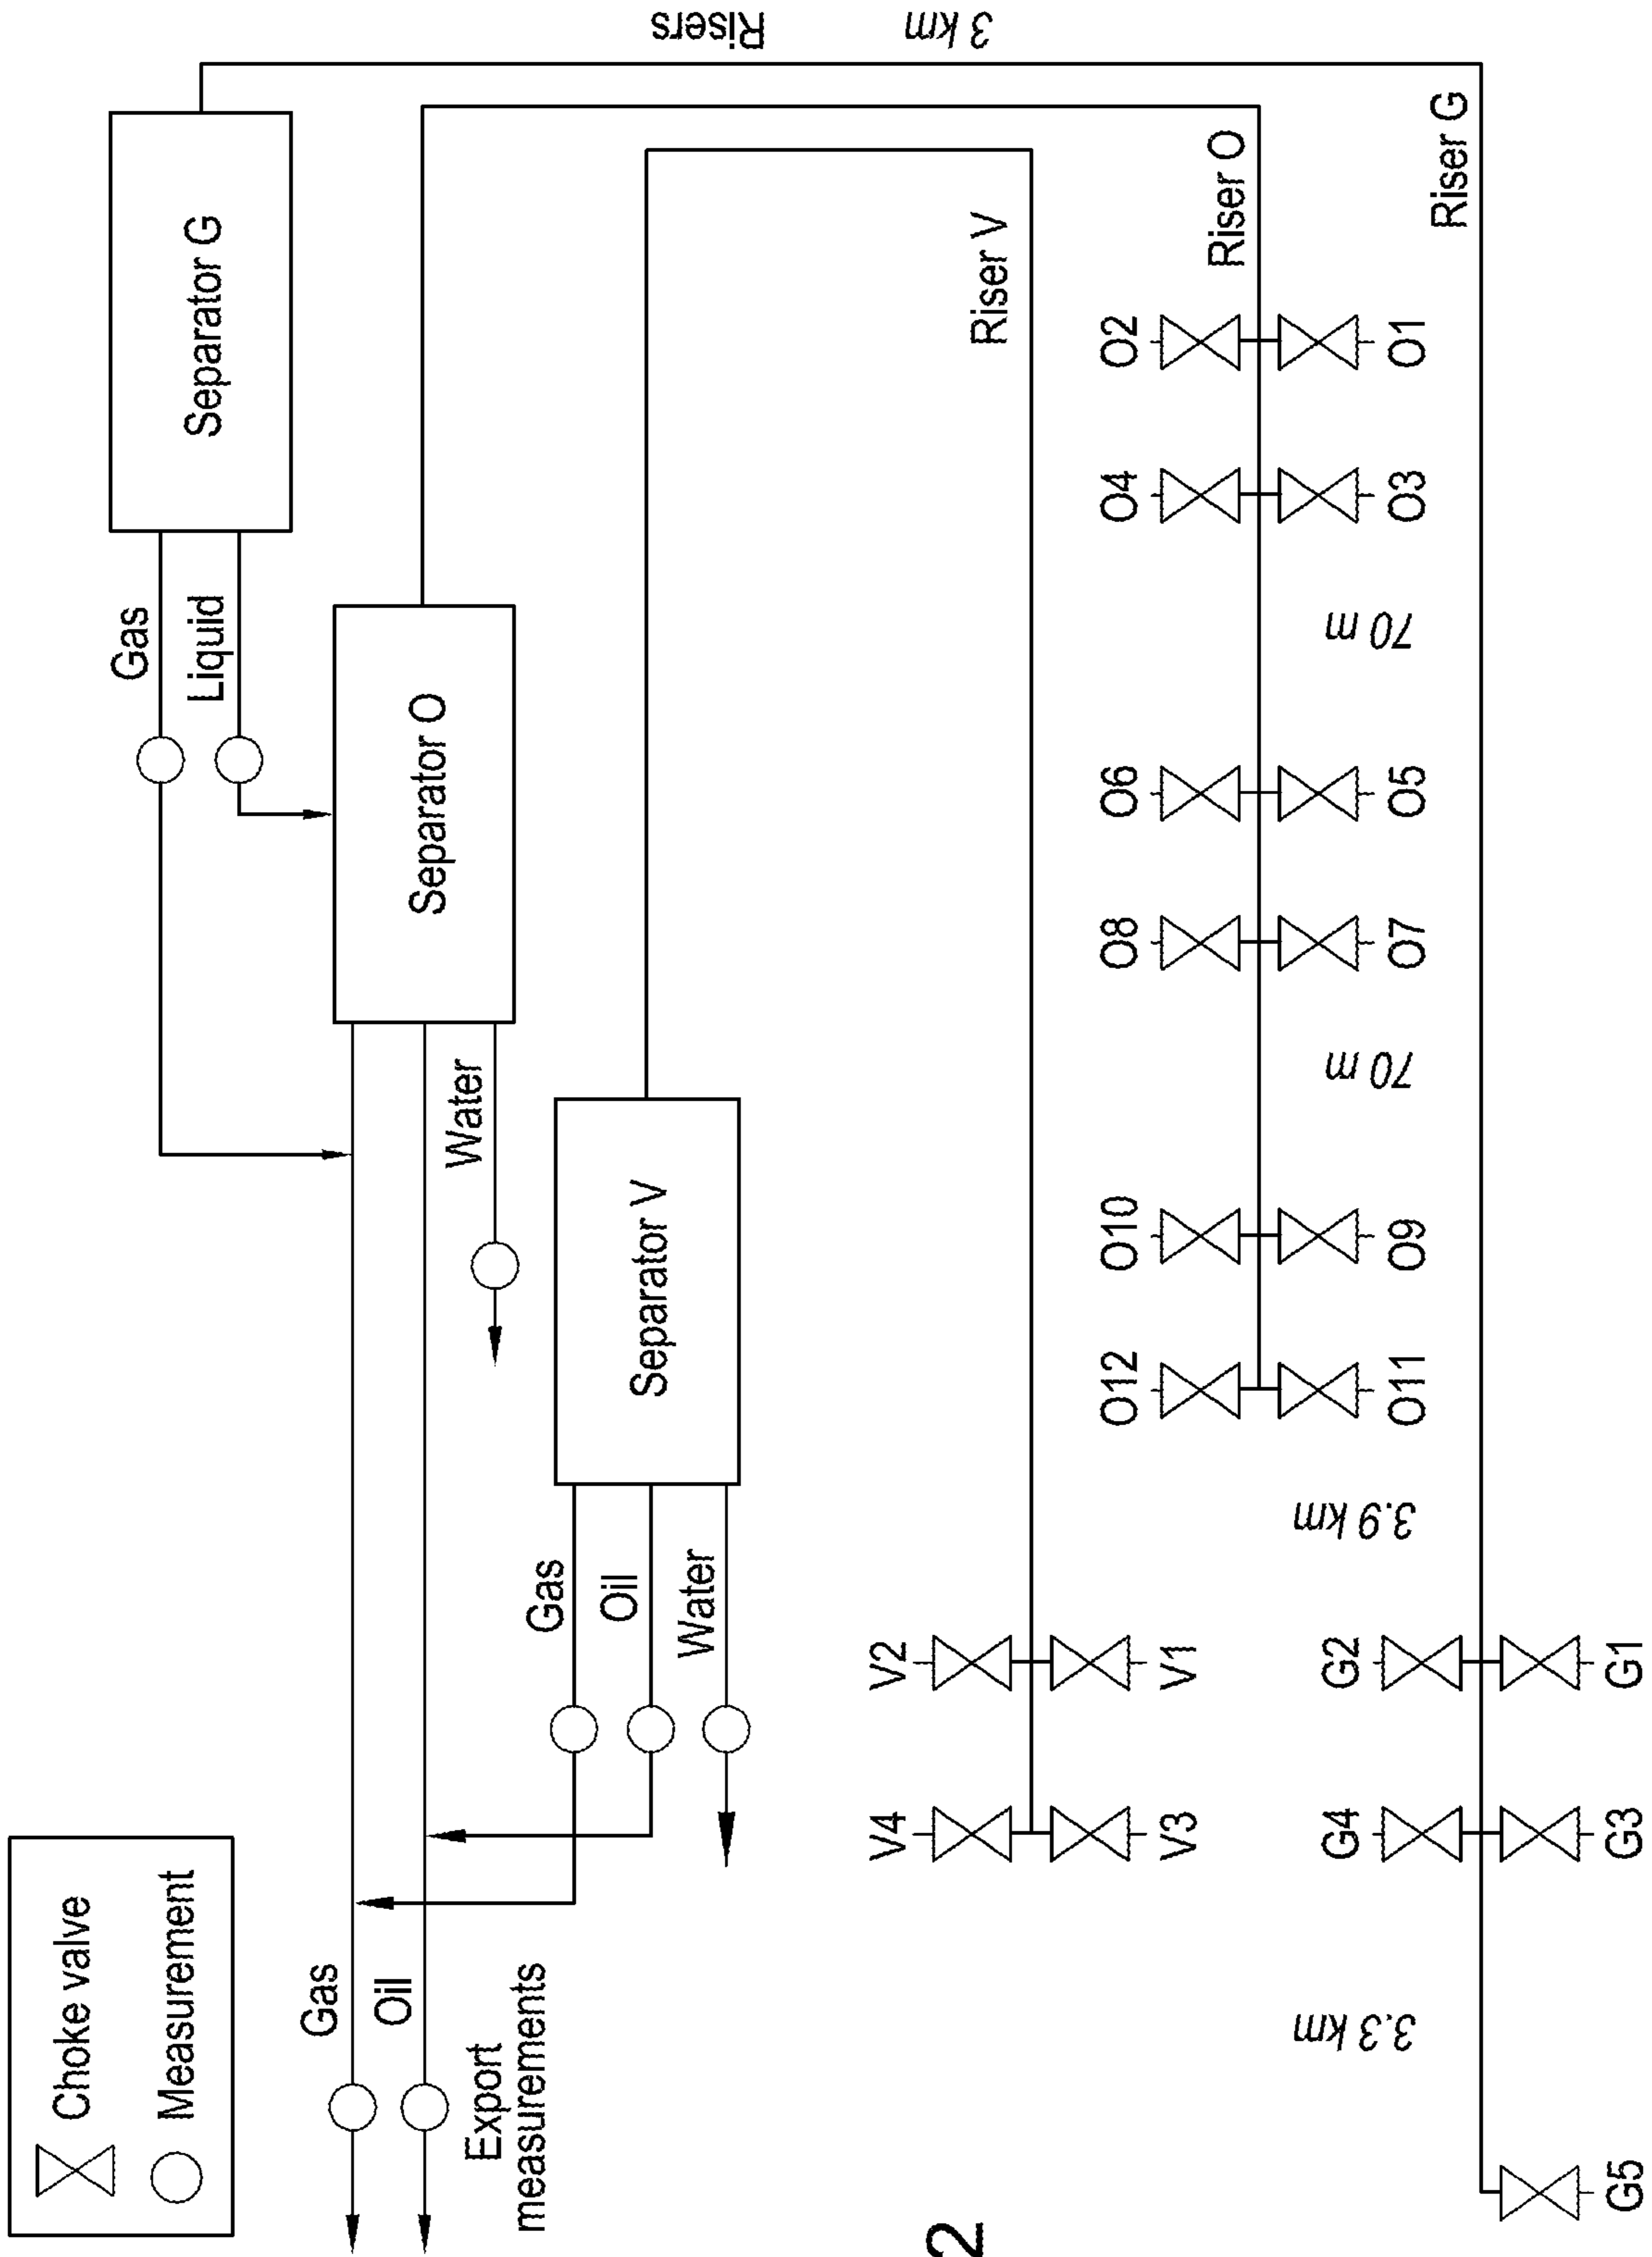 Choke valve
Measurement
Gas
Oil
Export
measurements
Gas
Oil
Water
Separator V
Water
Separator O
Gas
Liquid
Separator G
Risers
3 km
Riser V
Riser O
Riser G
V4
V2
V3
V1
O12
O10
O8
O6
O4
O2
O11
O9
O7
O5
O3
O1
3.3 km
3.9 km
70 m
70 m
G4
G2
G5
G3
G1
2